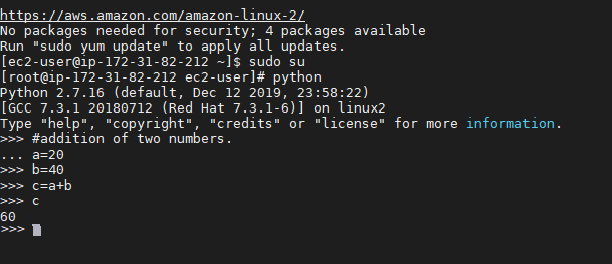 https://aws.amazon.com/amazon-linux-2/
No packages needed for security; 4 packages available
Run "sudo yum update" to apply all updates.
[ec2-user@ip-172-31-82-212 ~]$ sudo su
[root@ip-172-31-82-212 ec2-user]# python
Python 2.7.16 (default, Dec 12 2019, 23:58:22)
[GCC 7.3.1 20180712 (Red Hat 7.3.1-6)] on linux2
Type "help", "copyright", "credits" or "license" for more information.
>>> #addition of two numbers.
... a=20
>>> b=40
>>> c=a+b
>>> c
60
>>>